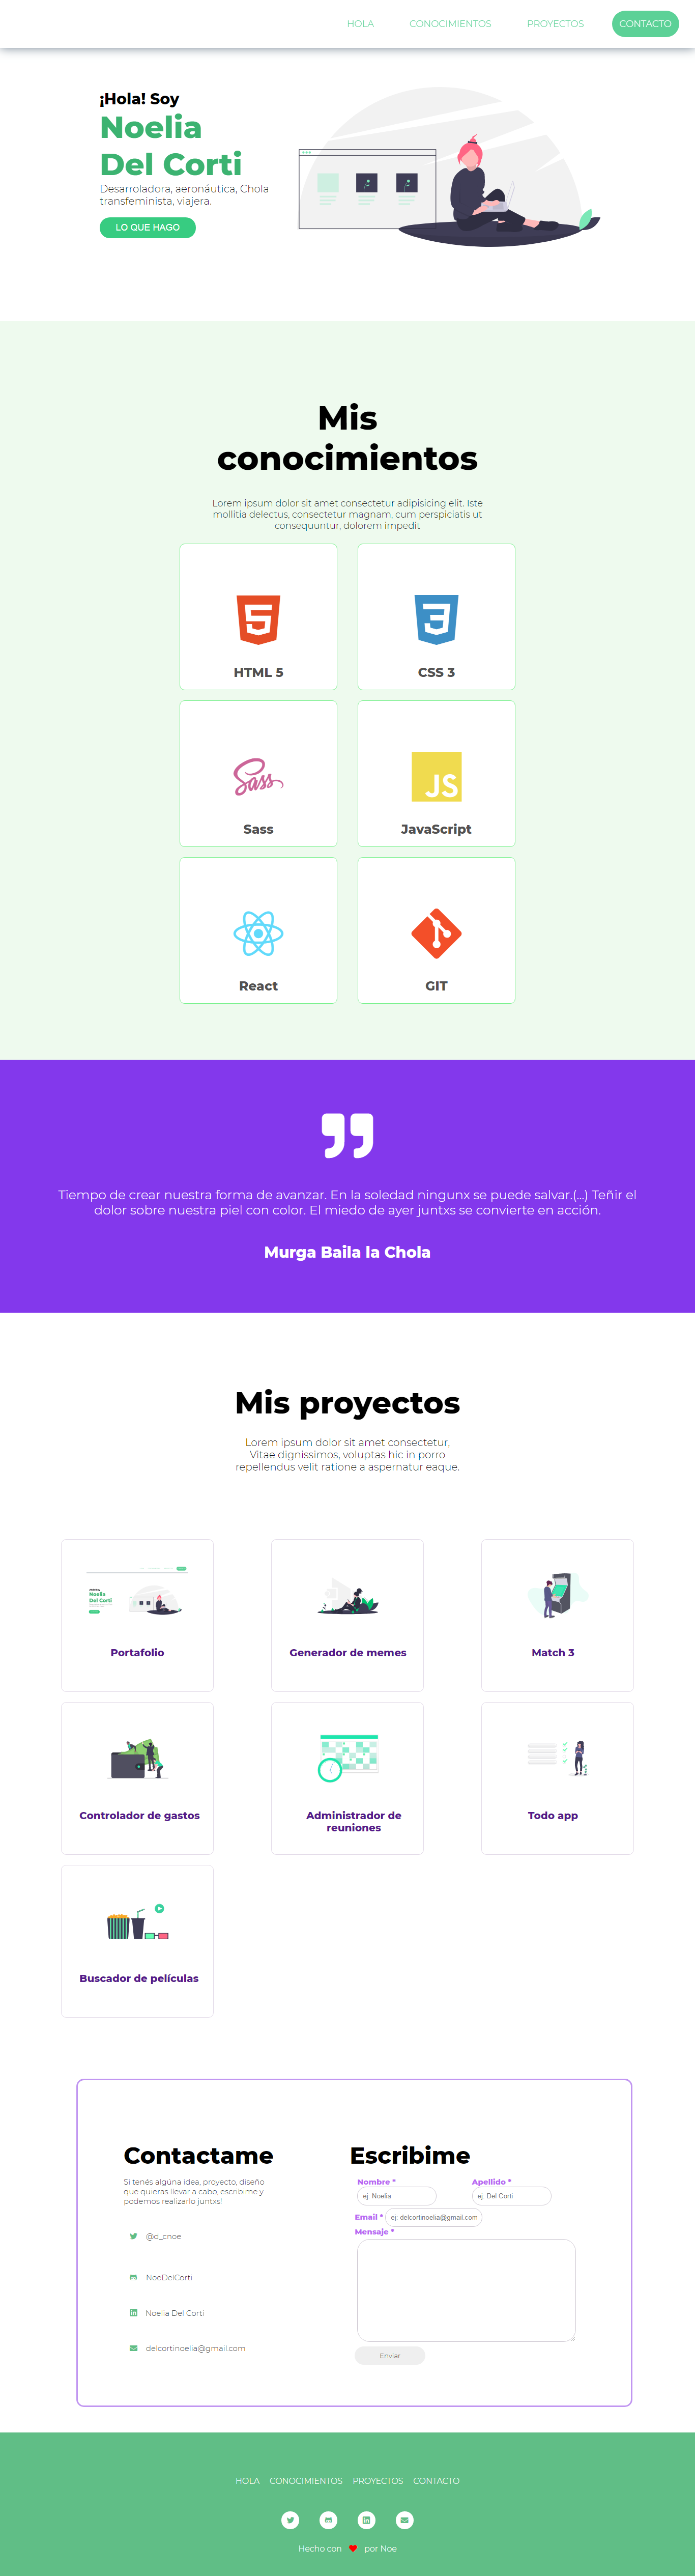 HOLA CONOCIMIENTOS PROYECTOS CONTACTO
¡Hola! Soy
Noelia
Del Corti
Desarroladora, aeronáutica, Chola
transfeminista, viajera.
LO QUE HAGO
Mis
conocimientos
Lorem ipsum dolor sit amet consectetur adipisicing elit. Iste
mollitia delectus, consectetur magnam, cum perspiciatis ut
consequuntur, dolorem impedit
HTML 5
CSS 3
Sass
JS
JavaScript
React
GIT
Tiempo de crear nuestra forma de avanzar. En la soledad ningunx se puede salvar.(...) Teñir el
dolor sobre nuestra piel con color. El miedo de ayer juntxs se convierte en acción.
Murga Baila la Chola
Mis proyectos
Lorem ipsum dolor sit amet consectetur,
Vitae dignissimos, voluptas hic in porro
repellendus velit ratione a aspernatur eaque.
Noelia
Del Corti
Portafolio
Generador de memes
Match 3
Controlador de gastos
Administrador de
reuniones
Todo app
Buscador de películas
Contactame
Si tenés algúna idea, proyecto, diseño
que quieras llevar a cabo, escribime y
podemos realizarlo juntxs!
@d_cnoe
NoeDelCorti
Noelia Del Corti
delcortinoelia@gmail.com
Escribime
Nombre * Apellido *
ej. Noelia ej. Del Corti
Email * ej: delcortinoelia@gmail.com
Mensaje *
Enviar
HOLA CONOCIMIENTOS PROYECTOS CONTACTO
Hecho con por Noe